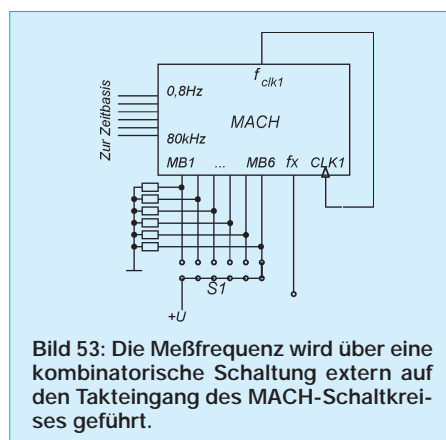 f clk1
0,8Hz
Zur Zeitbasis
MACH
80kHz
MB1 ... MB6 fx CLK1
S1
+U
Bild 53: Die Meßfrequenz wird über eine
kombinatorische Schaltung extern auf
den Takteingang des MACH-Schaltkrei-
ses geführt.